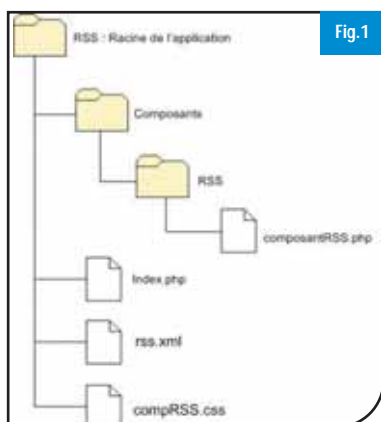 Fig.1
RSS : Racine de l'application
Composants
RSS
composantRSS.php
Index.php
rss.xml
compRSS.css